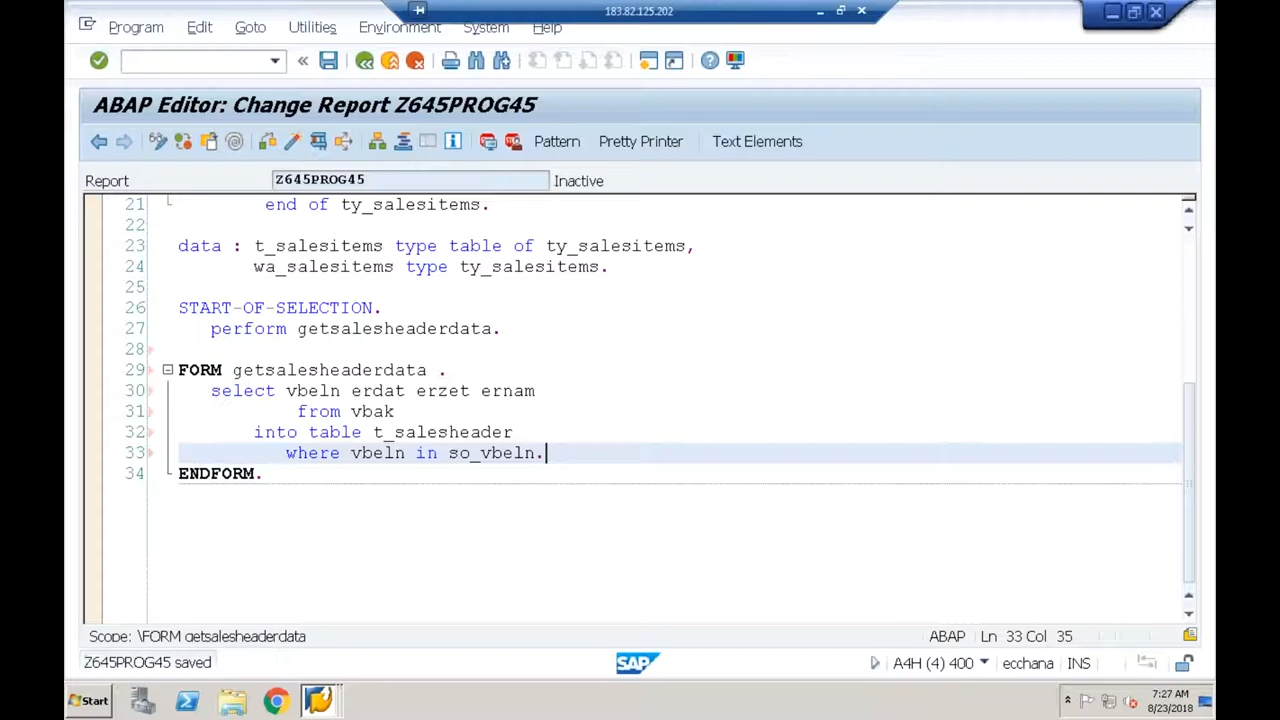 183.82.125.202
Program Edit Goto Utilities Environment System Help
ABAP Editor: Change Report Z645PROG45
Pattern Pretty Printer Text Elements
Report Z645PROG45 Inactive
21 end of ty_salesitems.
22
23 data : t_salesitems type table of ty_salesitems,
24 wa_salesitems type ty_salesitems.
25
26 START-OF-SELECTION.
27 perform getsalesheaderdata.
28
29 FORM getsalesheaderdata .
30 select vbeln erdat erzet ernam
31 from vbak
32 into table t_salesheader
33 where vbeln in so_vbeln.
34 ENDFORM.
Scope: \FORM getsalesheaderdata ABAP Ln 33 Col 35
Z645PROG45 saved SAP A4H (4) 400 ecchana INS
Start 7:27 AM
8/23/2018